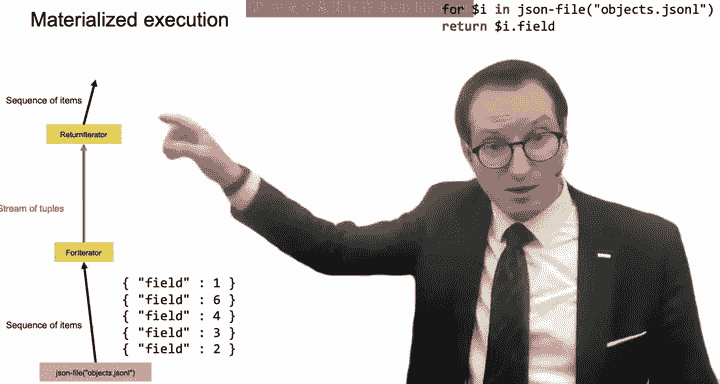 Materialized execution
for $i in json-file("objects.jsonl")
return $i.field
Sequence of items
ReturnIterator
Stream of tuples
ForIterator
{ "field" : 1 }
{ "field" : 6 }
{ "field" : 4 }
{ "field" : 3 }
{ "field" : 2 }
Sequence of items
json-file("objects.jsonl")